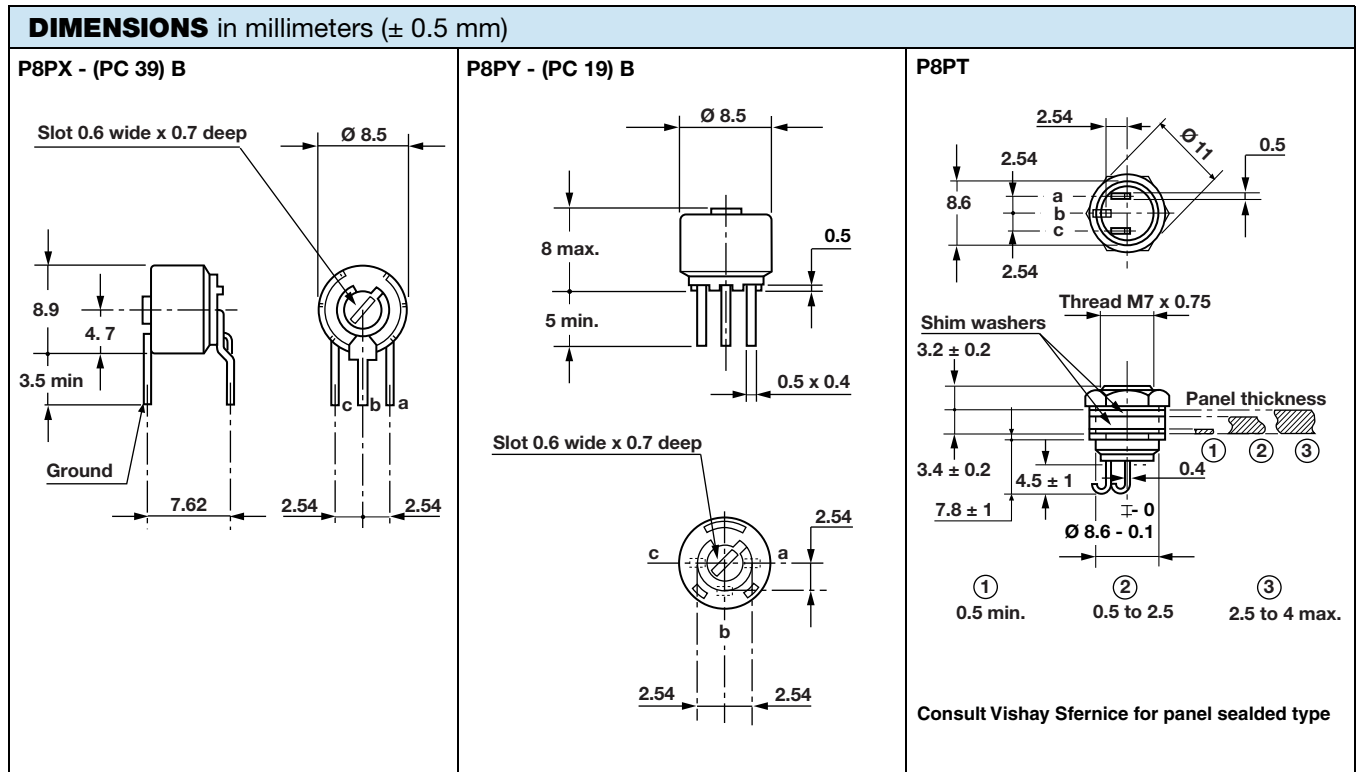 DIMENSIONS in millimeters (± 0.5 mm)
P8PX - (PC 39) B
Slot 0.6 wide x 0.7 deep
Ø 8.5
8.9
4. 7
3.5 min
c b a
Ground
7.62
2.54
2.54
P8PY - (PC 19) B
Ø 8.5
8 max.
0.5
5 min.
0.5 x 0.4
Slot 0.6 wide x 0.7 deep
2.54
c
a
b
2.54
2.54
P8PT
2.54
Ø 11
0.5
2.54
8.6
a
b
c
2.54
Thread M7 x 0.75
Shim washers
3.2 ± 0.2
Panel thickness
1
2
3
3.4 ± 0.2
4.5 ± 1
0.4
7.8 ± 1
- 0
Ø 8.6 - 0.1
1
2
3
0.5 min.
0.5 to 2.5
2.5 to 4 max.
Consult Vishay Sfernice for panel sealded type